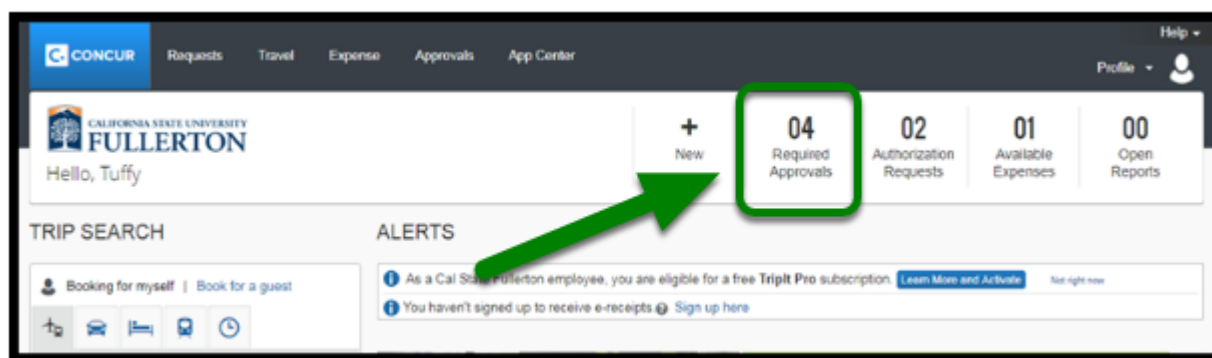 Help
C. CONCUR Requests Travel Expense Approvals App Center
Profile
CALIFORNIA STATE UNIVERSITY
FULLERTON
Hello, Tuffy
+ 04 02 01 00
New Required Authorization Available Open
Approvals Requests Expenses Reports
TRIP SEARCH
ALERTS
Booking for myself | Book for a guest
As a Cal State Fullerton employee, you are eligible for a free TripIt Pro subscription. Learn More and Activate Not right now
You haven't signed up to receive e-receipts Sign up here